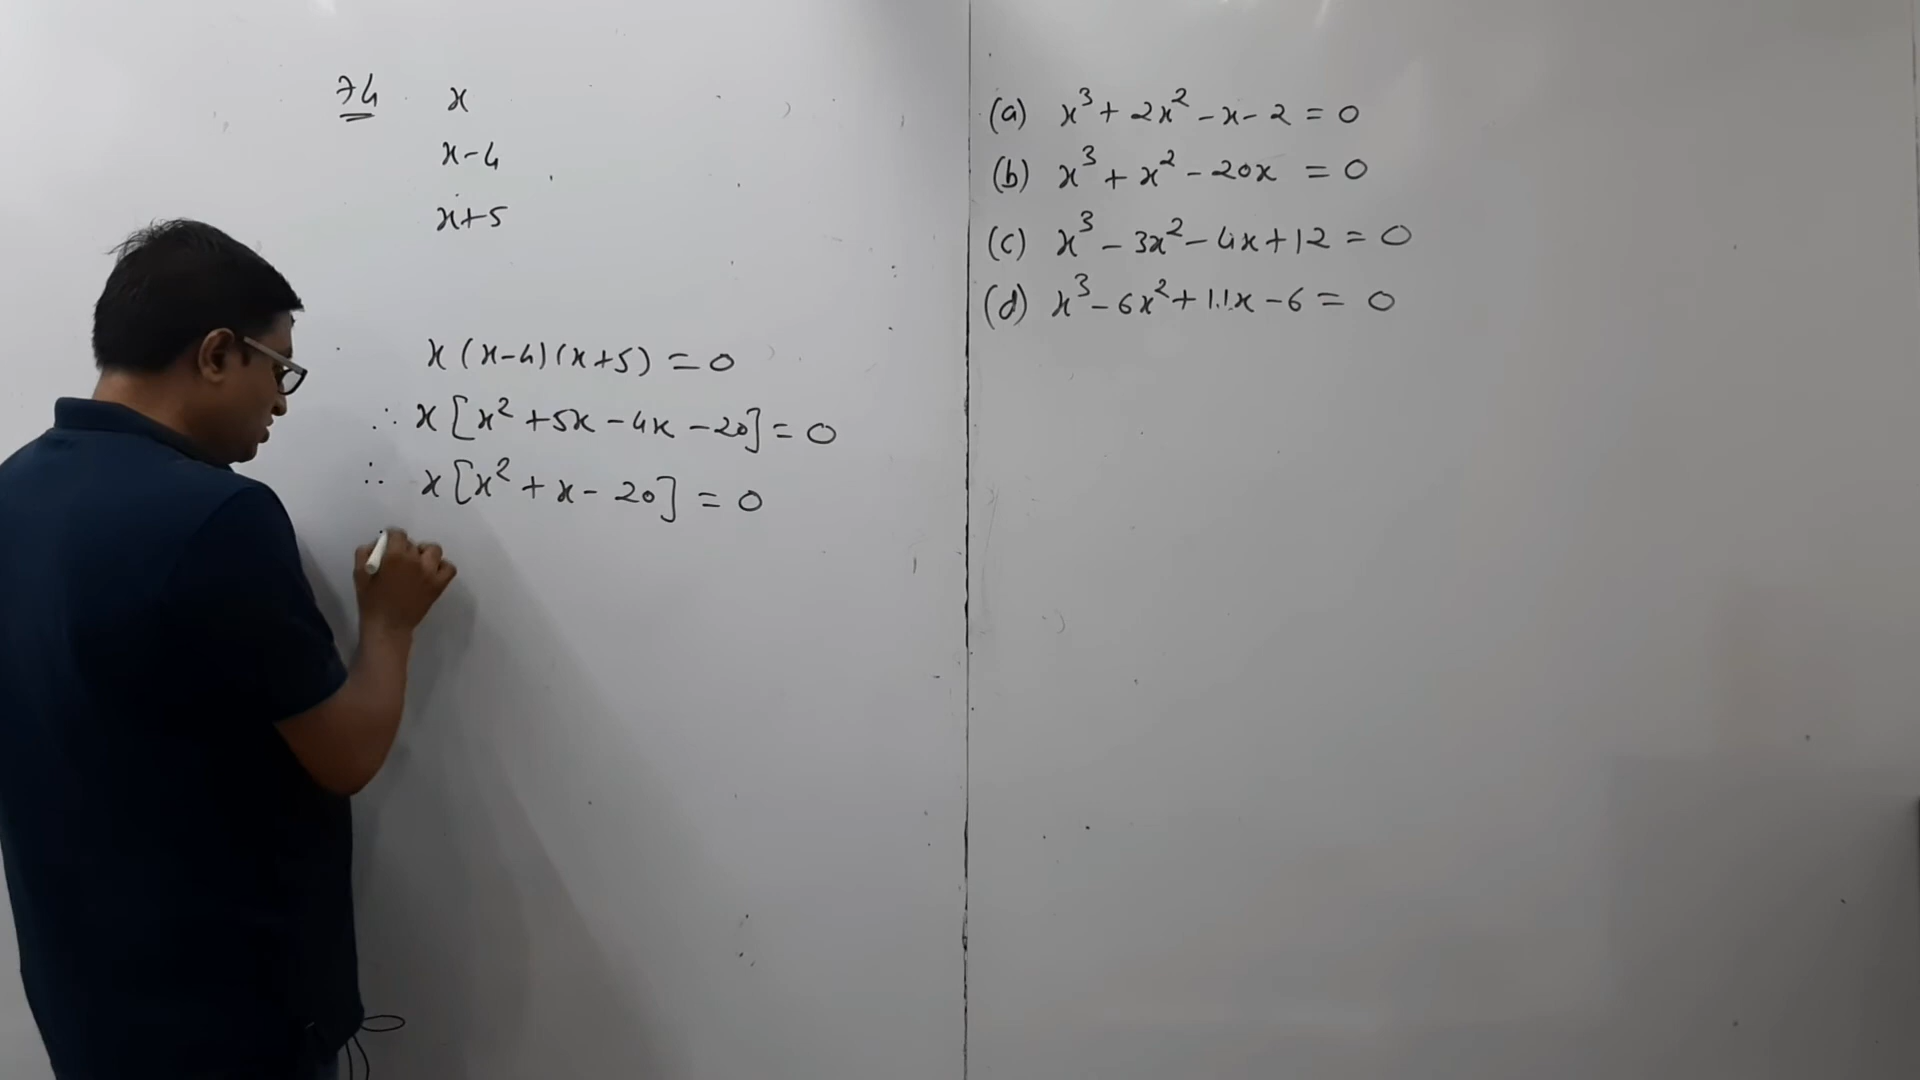 74 x
x-4
x+5
x(x-4)(x+5) = 0
∴ x[x²+5x-4x-20] = 0
∴ x[x²+x-20] = 0
(a) x³+2x²-x-2 = 0
(b) x³+x²-20x = 0
(c) x³-3x²-4x+12 = 0
(d) x³-6x²+11x-6 = 0